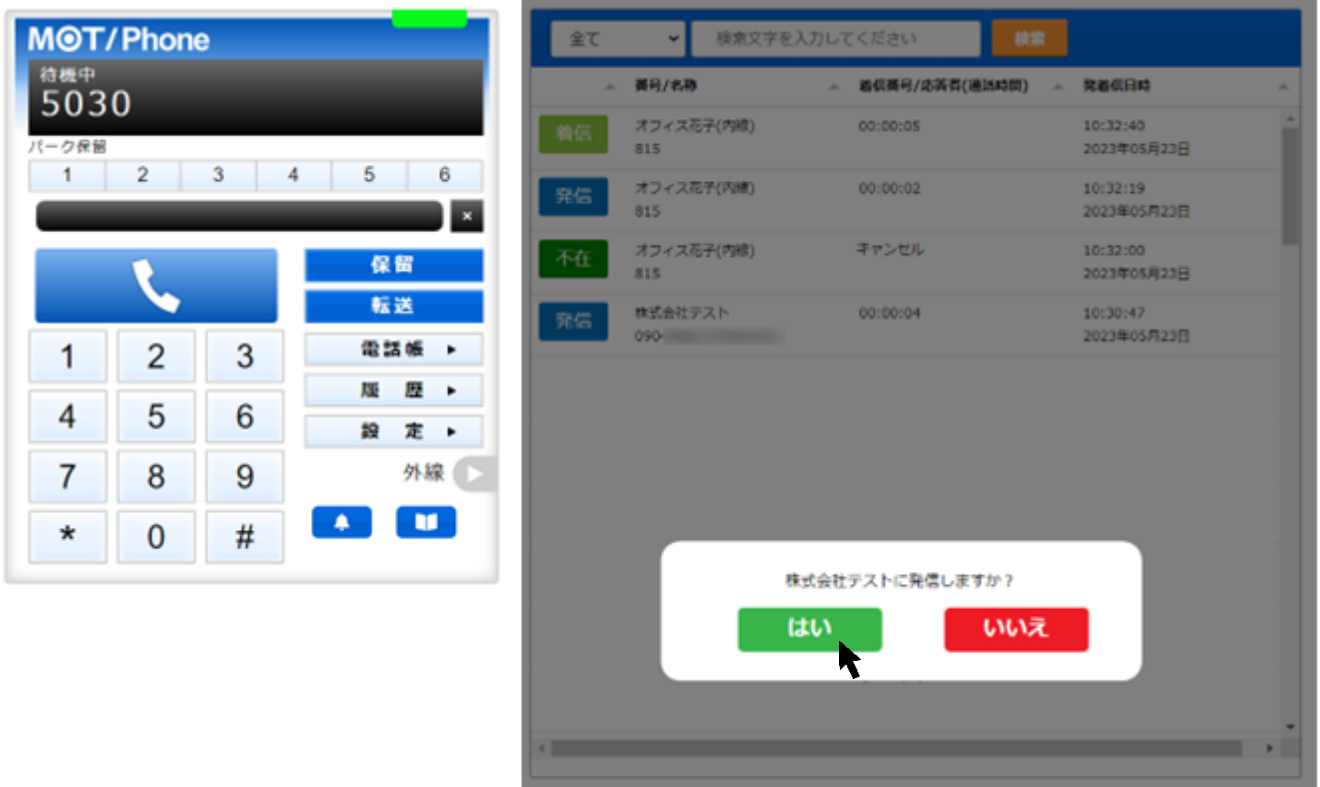 MOT/Phone
待機中
5030
パーク保留
1 2 3 4 5 6
×
保留
転送
1 2 3
電話帳
4 5 6
履 歴
設 定
7 8 9
外線
* 0 #
全て 検索文字を入力してください 検索
番号/名称 着信番号/応答者(通話時間) 発着信日時
着信 オフィス花子(内線) 00:00:05 10:32:40
815 2023年05月23日
発信 オフィス花子(内線) 00:00:02 10:32:19
815 2023年05月23日
不在 オフィス花子(内線) キャンセル 10:32:00
815 2023年05月23日
発信 株式会社テスト 00:00:04 10:30:47
090- 2023年05月23日
株式会社テストに発信しますか？
はい いいえ